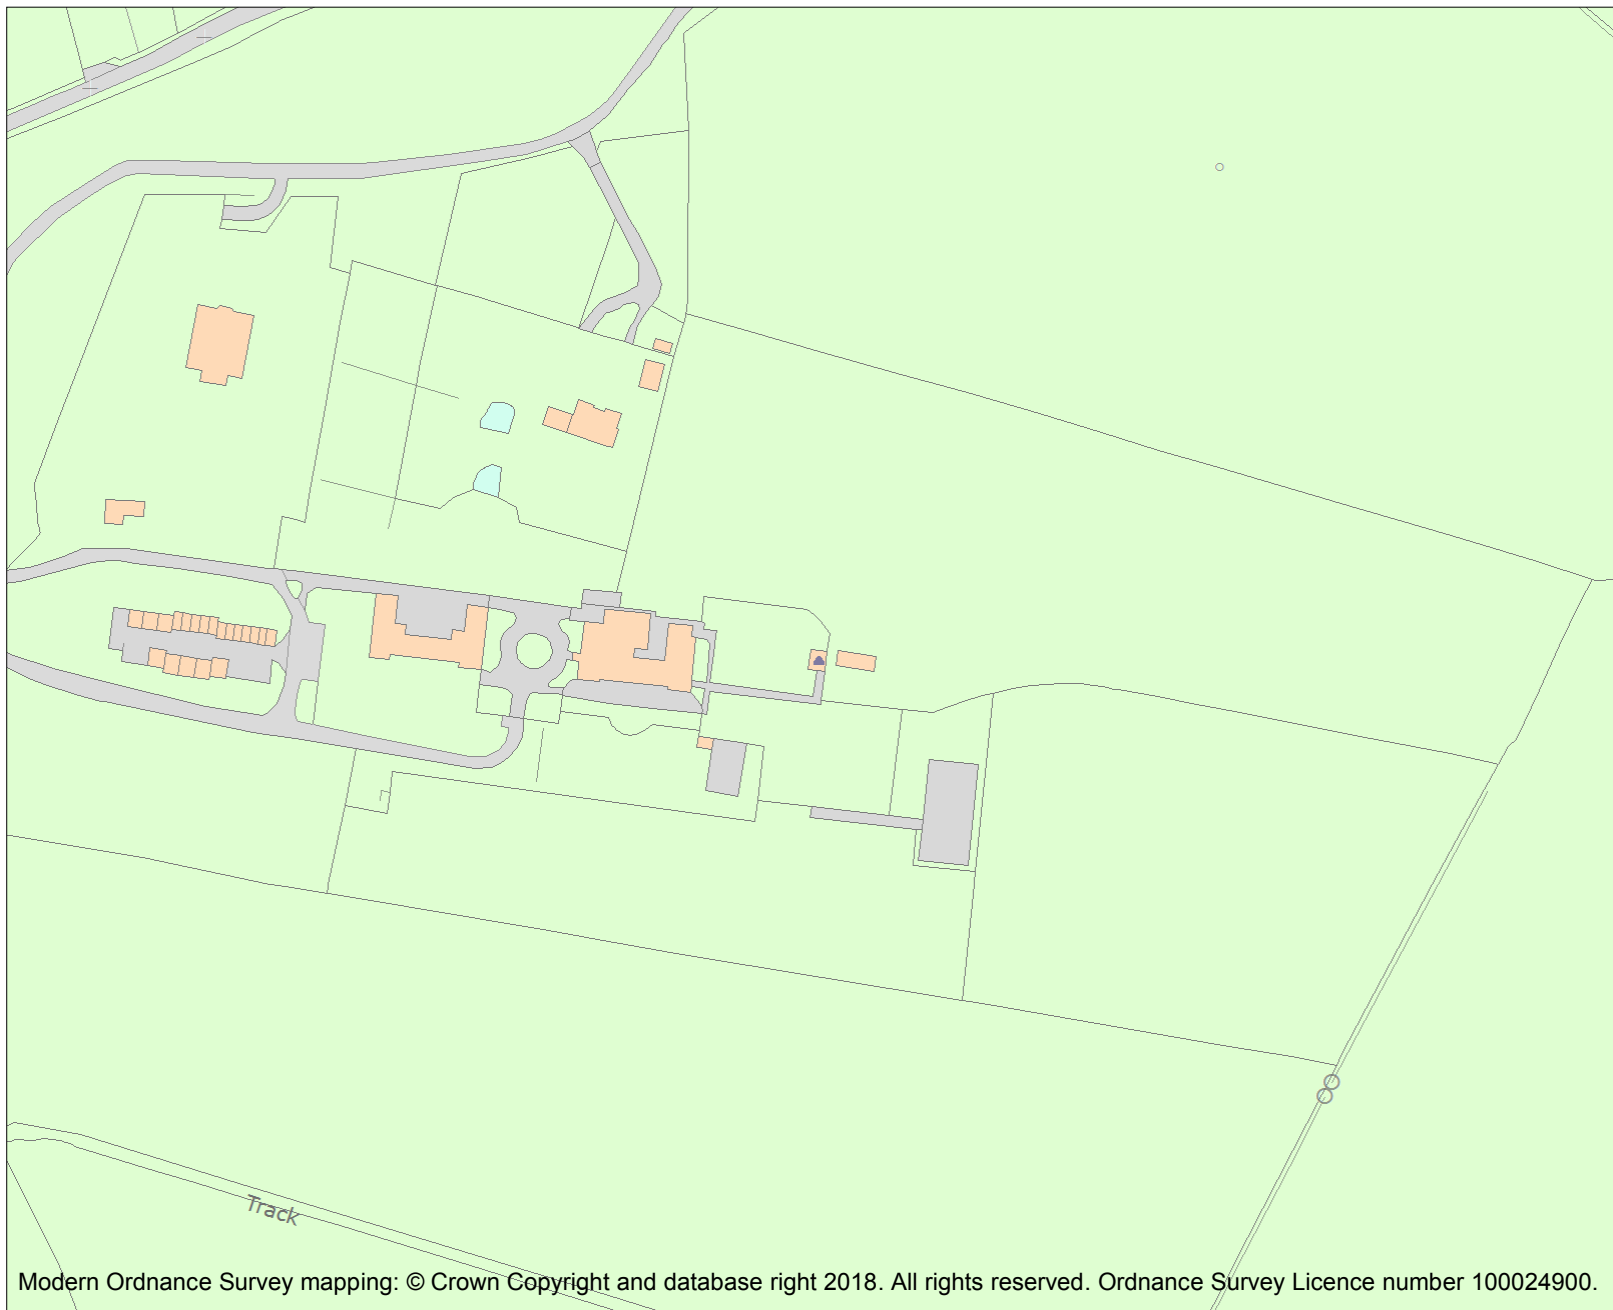 Track
Modern Ordnance Survey mapping: © Crown Copyright and database right 2018. All rights reserved. Ordnance Survey Licence number 100024900.